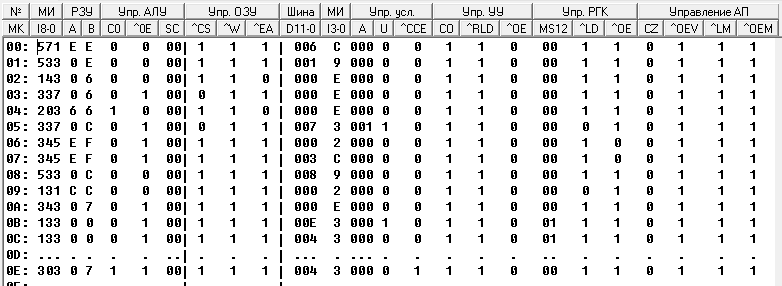 № МИ РЗУ Упр. АЛУ Упр. ОЗУ Шина МИ Упр. усл. Упр. УУ Упр. РГК Управление АП
МК I8-0 A B C0 ^OE SC ^CS ^W ^EA D11-0 I3-0 A U ^CCE CO ^RLD ^OE MS12 ^LD ^OE CZ ^OEV ^LM ^OEM
00: 571 E E 0 0 00 1 1 1 006 C 000 0 0 0 1 1 00 1 1 0 1 1 1
01: 533 0 E 0 0 00 1 1 1 001 9 000 0 0 0 1 1 00 1 1 0 1 1 1
02: 143 0 6 0 0 00 1 1 0 000 E 000 0 0 0 1 1 00 1 1 0 1 1 1
03: 337 0 6 0 1 00 0 1 1 000 E 000 0 0 0 1 1 00 1 1 0 1 1 1
04: 203 6 6 1 0 00 1 1 0 000 E 000 0 0 0 1 1 00 1 1 0 1 1 1
05: 337 0 C 0 1 00 0 1 1 007 3 001 1 0 0 1 1 00 0 1 0 1 1 1
06: 345 E F 0 1 00 1 1 1 000 2 000 0 0 0 1 1 00 1 0 0 1 1 1
07: 345 E F 0 1 00 1 1 1 003 C 000 0 0 0 1 1 00 1 0 0 1 1 1
08: 533 0 C 0 0 00 1 1 1 008 9 000 0 0 0 1 1 00 1 1 0 1 1 1
09: 131 C C 0 0 00 1 1 1 000 2 000 0 0 0 1 1 00 0 1 0 1 1 1
0A: 343 0 7 0 1 00 1 1 1 000 E 000 0 0 0 1 1 00 1 1 0 1 1 1
0B: 133 0 0 0 1 00 1 1 1 00E 3 000 1 0 0 1 1 01 1 1 0 1 1 1
0C: 133 0 0 0 0 00 1 1 1 004 3 000 0 0 0 1 1 01 1 1 0 1 1 1
0D: ... . . . . .. . . . ... . ... . . . . . .. . . . . . .
0E: 303 0 7 1 1 00 1 1 1 004 3 000 0 1 0 1 1 00 1 1 0 1 1 1